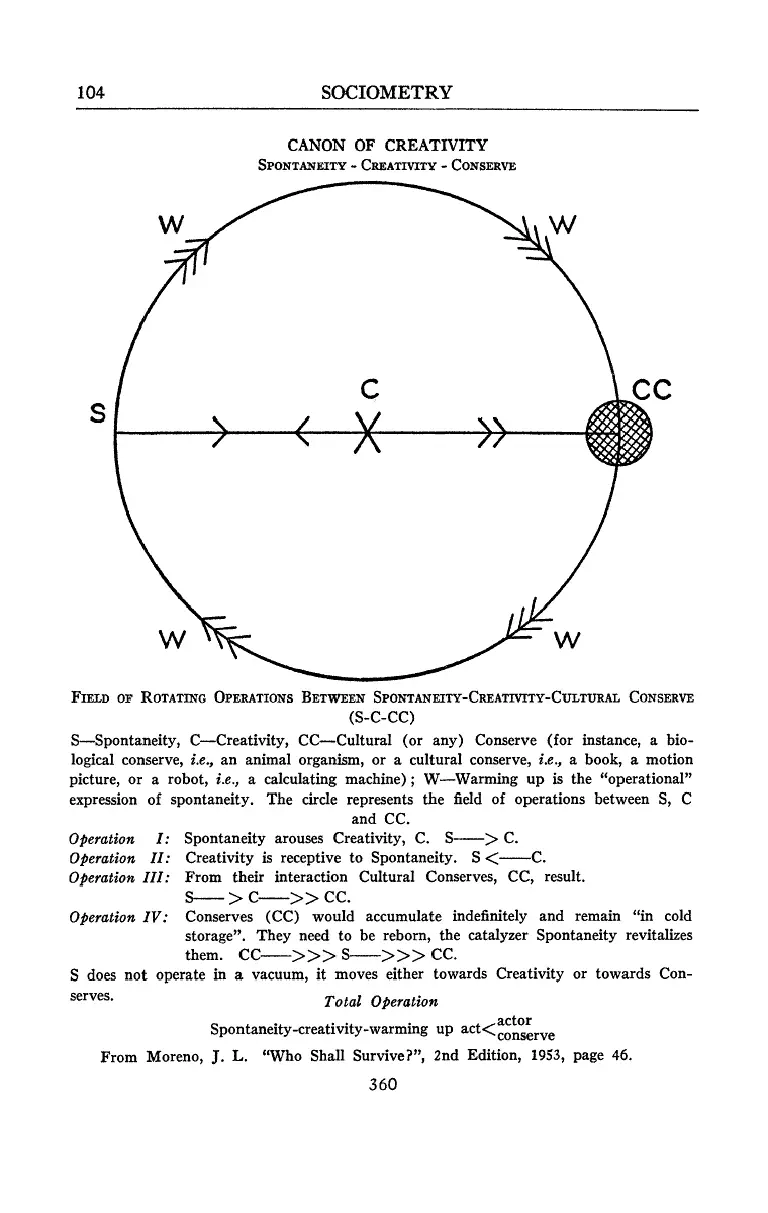 104 SOCIOMETRY
CANON OF CREATIVITY
SPONTANEITY - CREATIVITY - CONSERVE
W W
C
S CC
W W
FIELD OF ROTATING OPERATIONS BETWEEN SPONTANEITY-CREATIVITY-CULTURAL CONSERVE
(S-C-CC)
S—Spontaneity, C—Creativity, CC—Cultural (or any) Conserve (for instance, a bio-
logical conserve, i.e., an animal organism, or a cultural conserve, i.e., a book, a motion
picture, or a robot, i.e., a calculating machine); W—Warming up is the "operational"
expression of spontaneity. The circle represents the field of operations between S, C
and CC.
Operation I: Spontaneity arouses Creativity, C. S——> C.
Operation II: Creativity is receptive to Spontaneity. S <——C.
Operation III: From their interaction Cultural Conserves, CC, result.
S—— > C——>> CC.
Operation IV: Conserves (CC) would accumulate indefinitely and remain "in cold
storage". They need to be reborn, the catalyzer Spontaneity revitalizes
them. CC——>>> S——>>> CC.
S does not operate in a vacuum, it moves either towards Creativity or towards Con-
serves.
Total Operation
Spontaneity-creativity-warming up act<actor
conserve
From Moreno, J. L. "Who Shall Survive?", 2nd Edition, 1953, page 46.
360